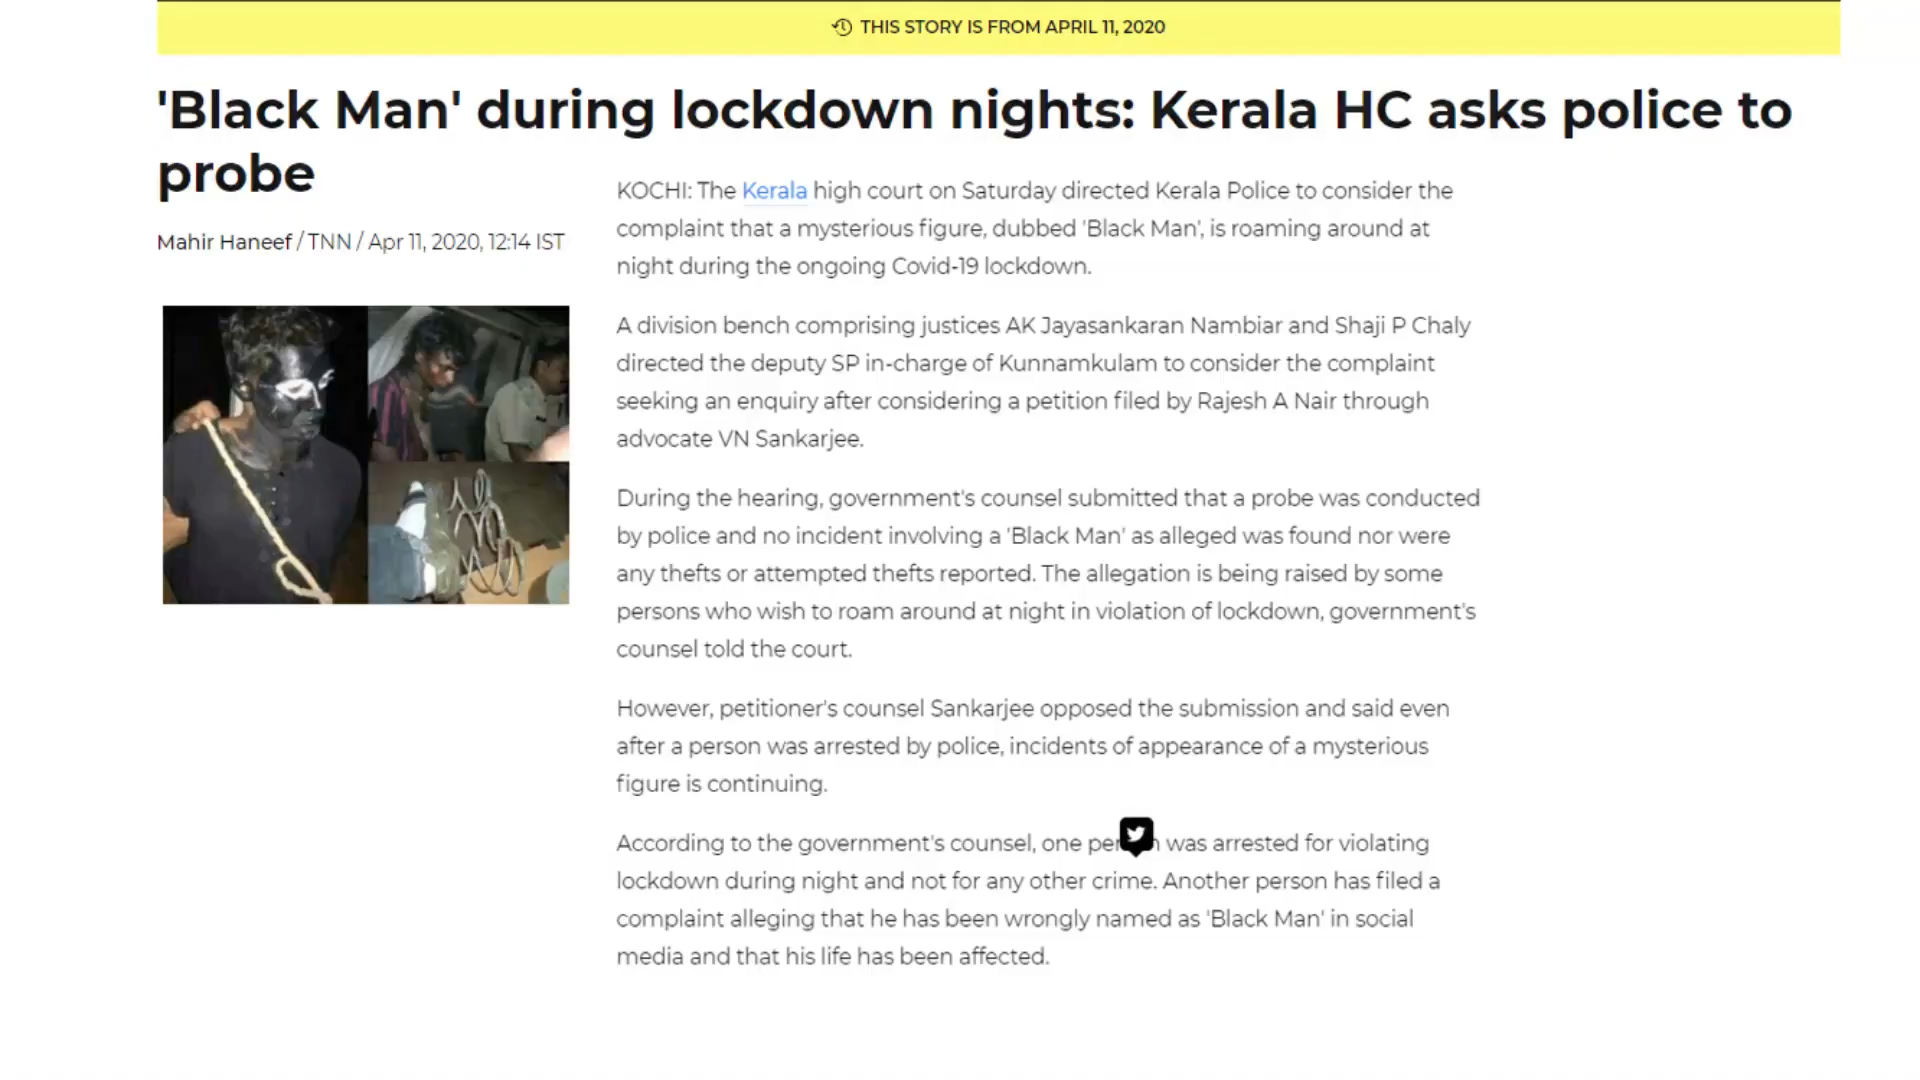 THIS STORY IS FROM APRIL 11, 2020
'Black Man' during lockdown nights: Kerala HC asks police to
probe
Mahir Haneef / TNN / Apr 11, 2020, 12:14 IST
KOCHI: The Kerala high court on Saturday directed Kerala Police to consider the
complaint that a mysterious figure, dubbed 'Black Man', is roaming around at
night during the ongoing Covid-19 lockdown.
A division bench comprising justices AK Jayasankaran Nambiar and Shaji P Chaly
directed the deputy SP in-charge of Kunnamkulam to consider the complaint
seeking an enquiry after considering a petition filed by Rajesh A Nair through
advocate VN Sankarjee.
During the hearing, government's counsel submitted that a probe was conducted
by police and no incident involving a 'Black Man' as alleged was found nor were
any thefts or attempted thefts reported. The allegation is being raised by some
persons who wish to roam around at night in violation of lockdown, government's
counsel told the court.
However, petitioner's counsel Sankarjee opposed the submission and said even
after a person was arrested by police, incidents of appearance of a mysterious
figure is continuing.
According to the government's counsel, one was arrested for violating
lockdown during night and not for any other crime. Another person has filed a
complaint alleging that he has been wrongly named as 'Black Man' in social
media and that his life has been affected.